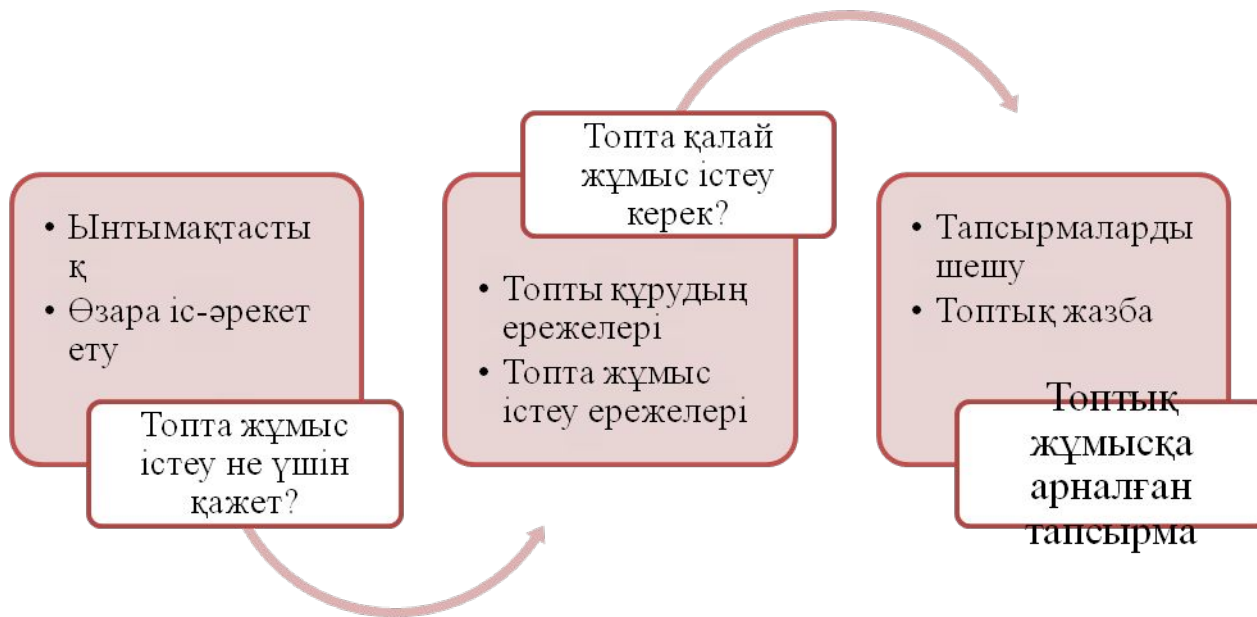 • Ынтымақтасты
қ
• Өзара іс-әрекет
ету
Топта жұмыс
істеу не үшін
қажет?
Топта қалай
жұмыс істеу
керек?
• Топты құрудың
ережелері
• Топта жұмыс
істеу ережелері
• Тапсырмаларды
шешу
• Топтық жазба
Топтық
жұмысқа
арналған
тапсырма